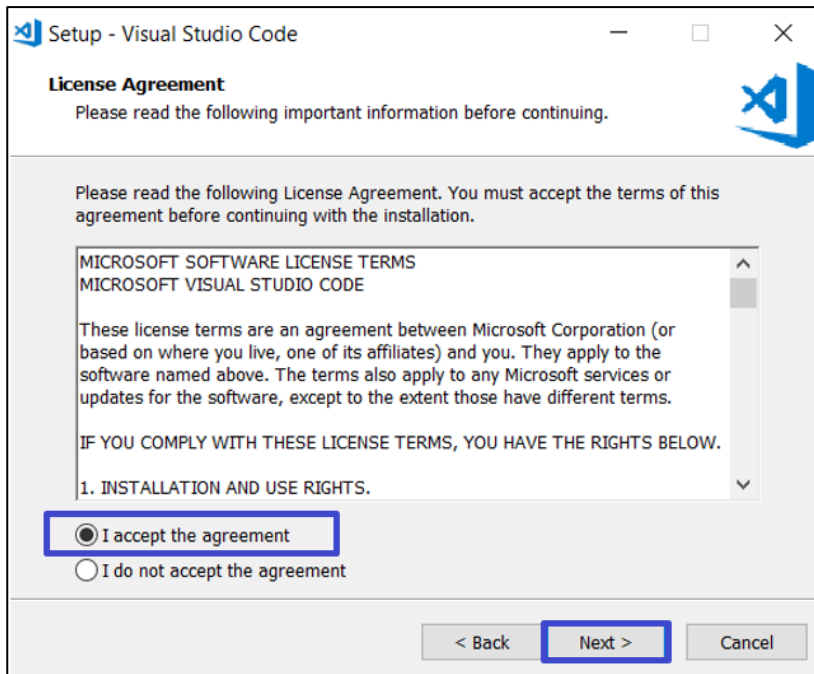 Setup - Visual Studio Code
License Agreement
Please read the following important information before continuing.
Please read the following License Agreement. You must accept the terms of this
agreement before continuing with the installation.
MICROSOFT SOFTWARE LICENSE TERMS
MICROSOFT VISUAL STUDIO CODE
These license terms are an agreement between Microsoft Corporation (or
based on where you live, one of its affiliates) and you. They apply to the
software named above. The terms also apply to any Microsoft services or
updates for the software, except to the extent those have different terms.
IF YOU COMPLY WITH THESE LICENSE TERMS, YOU HAVE THE RIGHTS BELOW.
1. INSTALLATION AND USE RIGHTS.
I accept the agreement
I do not accept the agreement
< Back Next > Cancel